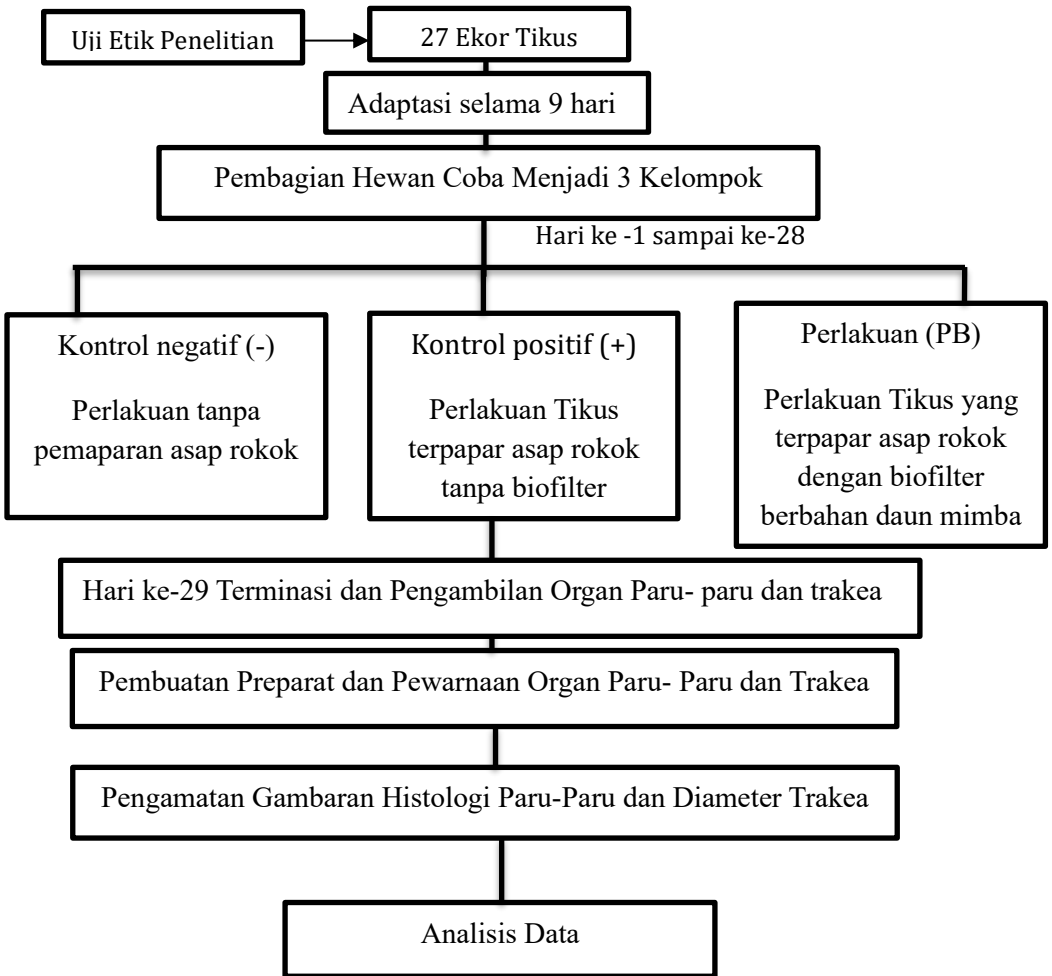 Uji Etik Penelitian
27 Ekor Tikus
Adaptasi selama 9 hari
Pembagian Hewan Coba Menjadi 3 Kelompok
Hari ke -1 sampai ke-28
Kontrol negatif (-)
Perlakuan tanpa
pemaparan asap rokok
Kontrol positif (+)
Perlakuan Tikus
terpapar asap rokok
tanpa biofilter
Perlakuan (PB)
Perlakuan Tikus yang
terpapar asap rokok
dengan biofilter
berbahan daun mimba
Hari ke-29 Terminasi dan Pengambilan Organ Paru- paru dan trakea
Pembuatan Preparat dan Pewarnaan Organ Paru- Paru dan Trakea
Pengamatan Gambaran Histologi Paru-Paru dan Diameter Trakea
Analisis Data